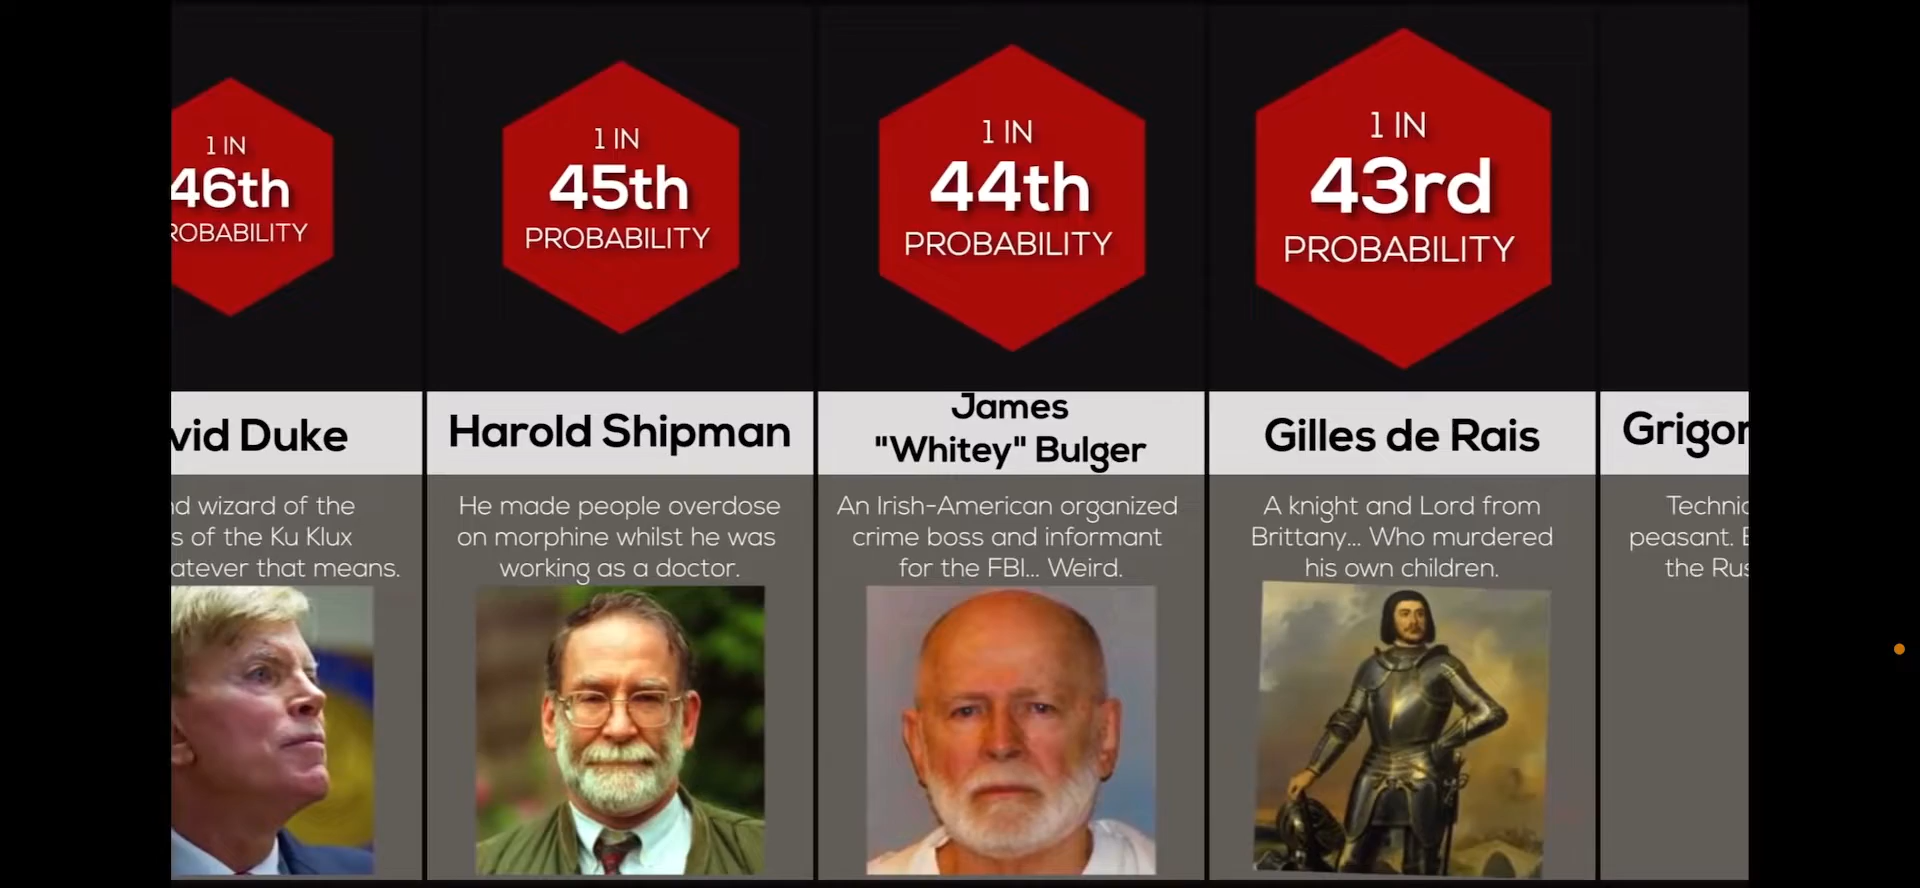 1 IN
46th
ROBABILITY
vid Duke
nd wizard of the
s of the Ku Klux
atever that means.
1 IN
45th
PROBABILITY
Harold Shipman
He made people overdose
on morphine whilst he was
working as a doctor.
1 IN
44th
PROBABILITY
James
"Whitey" Bulger
An Irish-American organized
crime boss and informant
for the FBI... Weird.
1 IN
43rd
PROBABILITY
Gilles de Rais
A knight and Lord from
Brittany... Who murdered
his own children.
Grigor
Technic
peasant.
the Rus